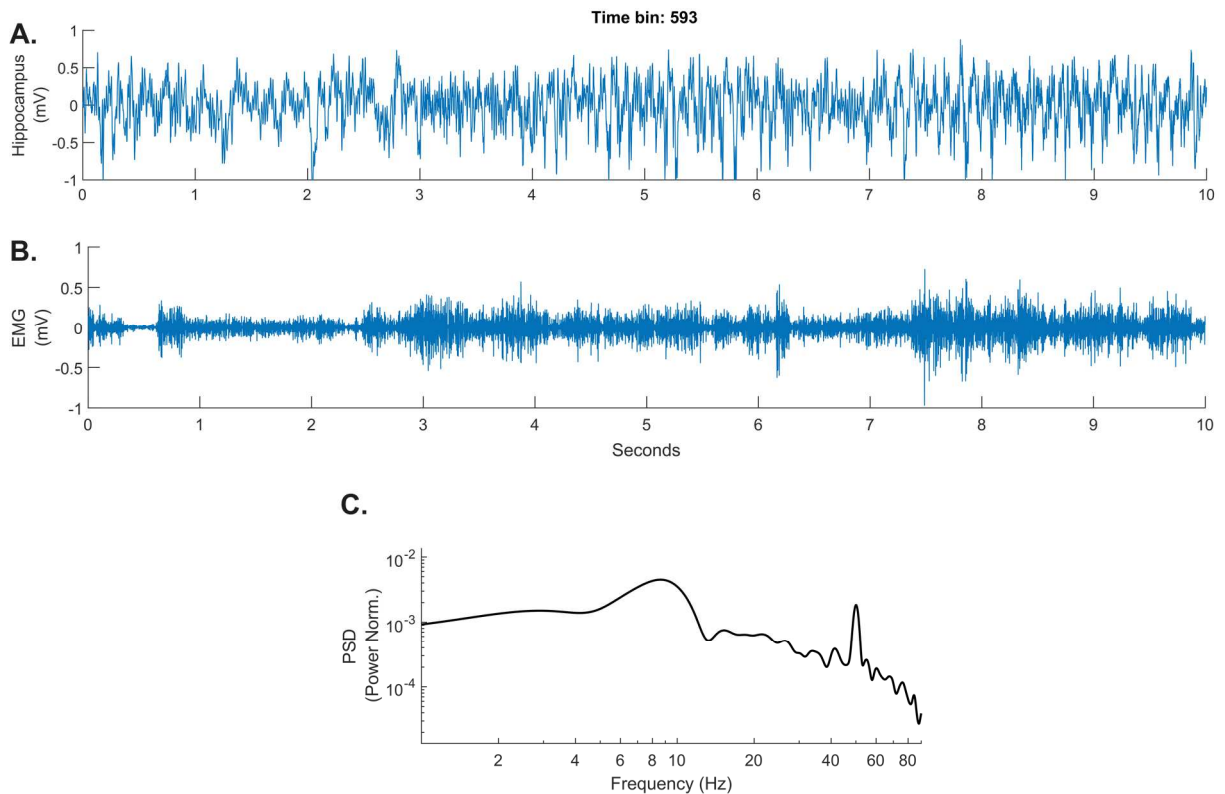 Time bin: 593
A.
Hippocampus
(mV)
1
0.5
0
-0.5
-1
0 1 2 3 4 5 6 7 8 9 10
B.
EMG
(mV)
1
0.5
0
-0.5
-1
0 1 2 3 4 5 6 7 8 9 10
Seconds
C.
PSD
(Power Norm.)
10-2
10-3
10-4
2 4 6 8 10 20 40 60 80
Frequency (Hz)